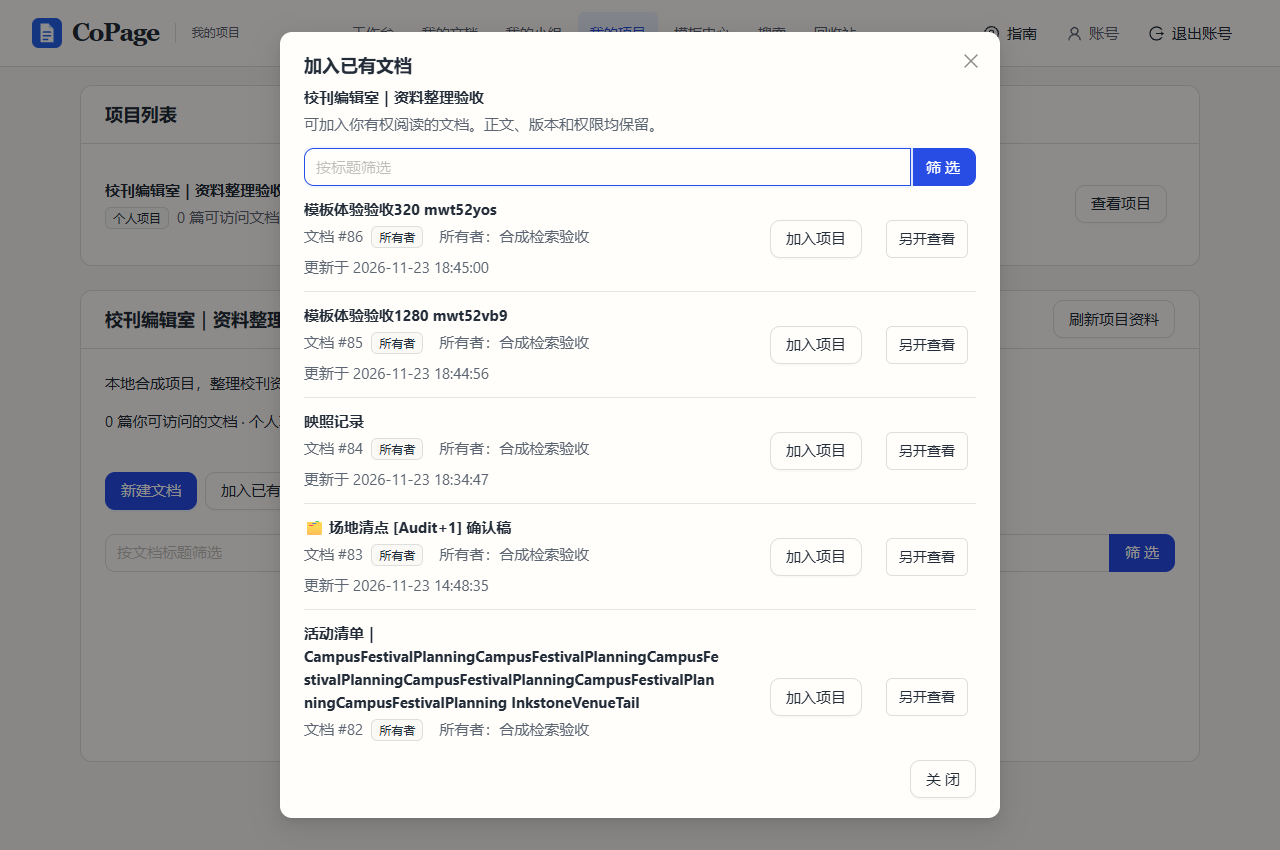 CoPage
我的项目
工作台 我的文档 我的小组 我的项目 模板中心 搜索 回收站
指南 账号 退出账号
项目列表
校刊编辑室 | 资料整理验收
个人项目 0 篇可访问文档
查看项目
校刊编辑室 | 资料整理
刷新项目资料
本地合成项目，整理校刊资
0 篇你可访问的文档 · 个人
新建文档 加入已有
按文档标题筛选
筛 选
加入已有文档
校刊编辑室 | 资料整理验收
可加入你有权阅读的文档。正文、版本和权限均保留。
按标题筛选
筛 选
模板体验验收320 mwt52yos
文档 #86 所有者 所有者：合成检索验收
更新于 2026-11-23 18:45:00
加入项目 另开查看
模板体验验收1280 mwt52vb9
文档 #85 所有者 所有者：合成检索验收
更新于 2026-11-23 18:44:56
加入项目 另开查看
映照记录
文档 #84 所有者 所有者：合成检索验收
更新于 2026-11-23 18:34:47
加入项目 另开查看
场地清点 [Audit+1] 确认稿
文档 #83 所有者 所有者：合成检索验收
更新于 2026-11-23 14:48:35
加入项目 另开查看
活动清单 |
CampusFestivalPlanningCampusFestivalPlanningCampusFe
stivalPlanningCampusFestivalPlanningCampusFestivalPlan
ningCampusFestivalPlanning InkstoneVenueTail
文档 #82 所有者 所有者：合成检索验收
加入项目 另开查看
关 闭